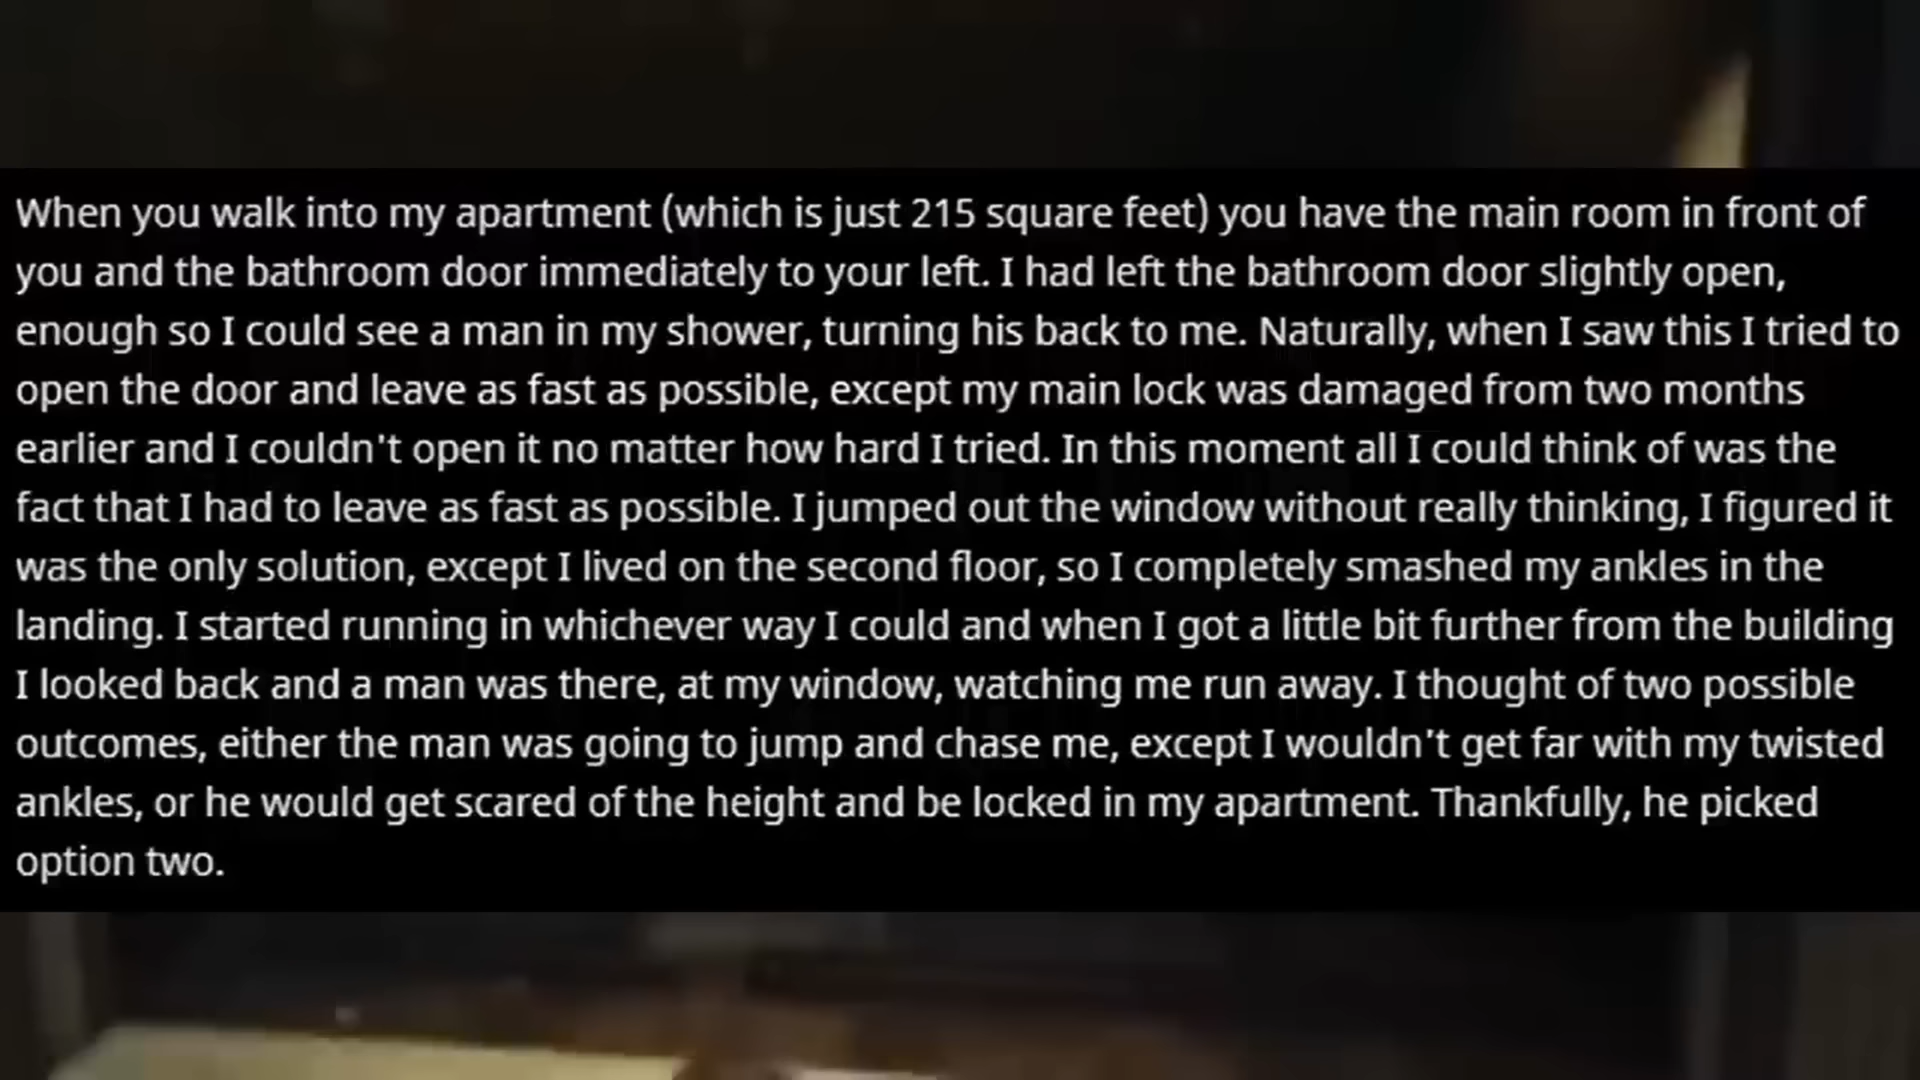 When you walk into my apartment (which is just 215 square feet) you have the main room in front of
you and the bathroom door immediately to your left. I had left the bathroom door slightly open,
enough so I could see a man in my shower, turning his back to me. Naturally, when I saw this I tried to
open the door and leave as fast as possible, except my main lock was damaged from two months
earlier and I couldn't open it no matter how hard I tried. In this moment all I could think of was the
fact that I had to leave as fast as possible. I jumped out the window without really thinking, I figured it
was the only solution, except I lived on the second floor, so I completely smashed my ankles in the
landing. I started running in whichever way I could and when I got a little bit further from the building
I looked back and a man was there, at my window, watching me run away. I thought of two possible
outcomes, either the man was going to jump and chase me, except I wouldn't get far with my twisted
ankles, or he would get scared of the height and be locked in my apartment. Thankfully, he picked
option two.